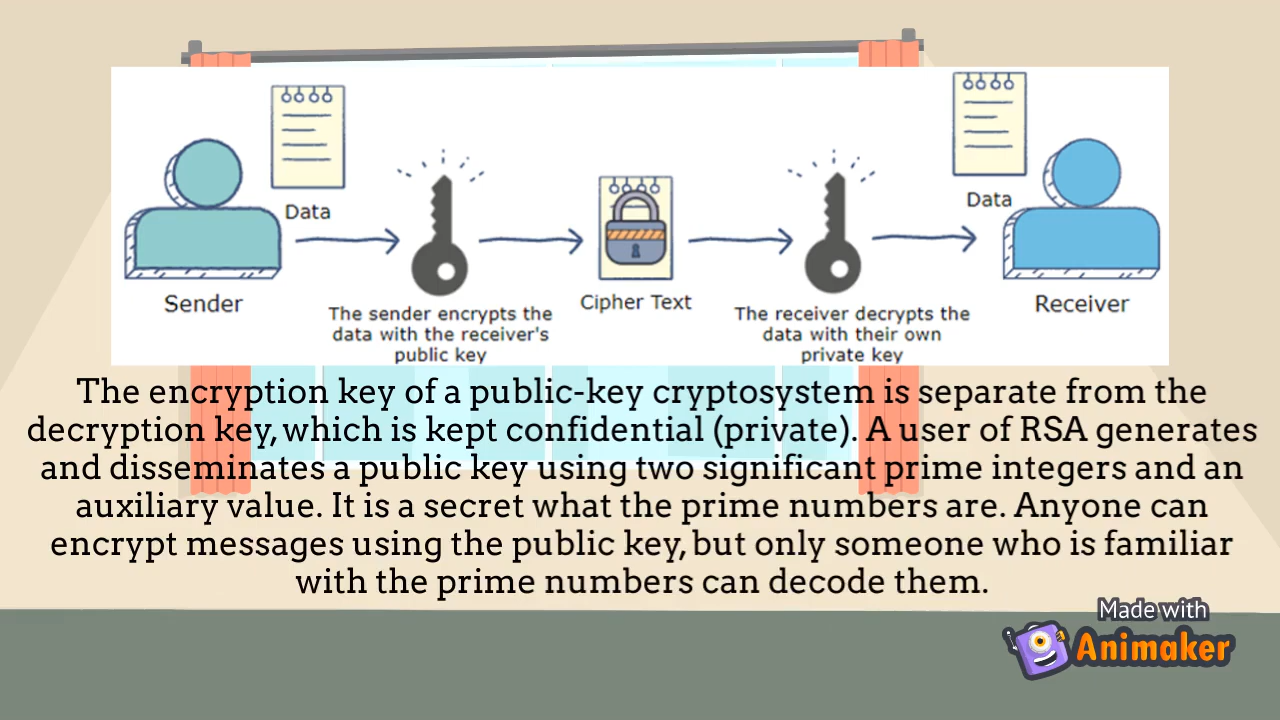 Data
Data
Sender
Cipher Text
Receiver
The sender encrypts the
data with the receiver's
public key
The receiver decrypts the
data with their own
private key
The encryption key of a public-key cryptosystem is separate from the
decryption key, which is kept confidential (private). A user of RSA generates
and disseminates a public key using two significant prime integers and an
auxiliary value. It is a secret what the prime numbers are. Anyone can
encrypt messages using the public key, but only someone who is familiar
with the prime numbers can decode them.
Made with
Animaker